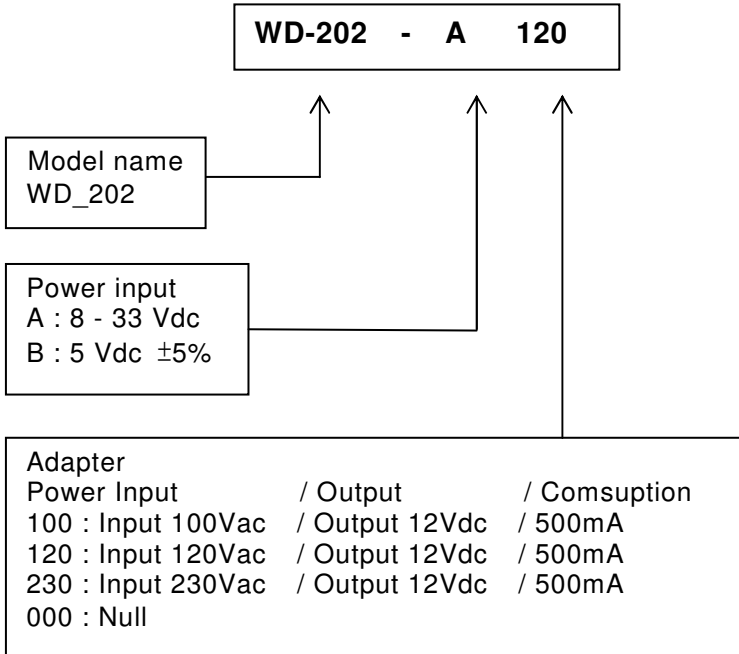 WD-202 - A 120
Model name
WD_202
Power input
A : 8 - 33 Vdc
B : 5 Vdc ±5%
Adapter
Power Input / Output / Comsuption
100 : Input 100Vac / Output 12Vdc / 500mA
120 : Input 120Vac / Output 12Vdc / 500mA
230 : Input 230Vac / Output 12Vdc / 500mA
000 : Null